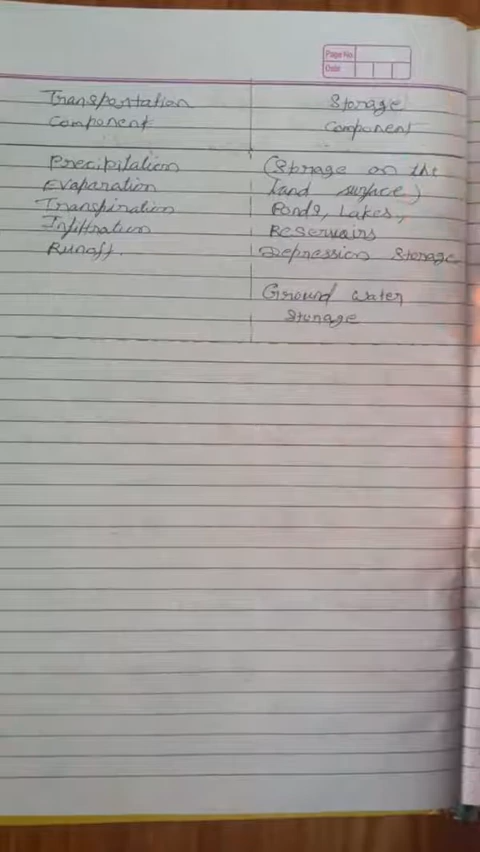 Page No.
Date
Transportation Storage
Component Component
Precipitation (Storage on the
Evaporation land surface)
Transpiration Ponds, Lakes,
Infiltration Reservoirs
Runoff. Depression Storage
Ground water
Storage